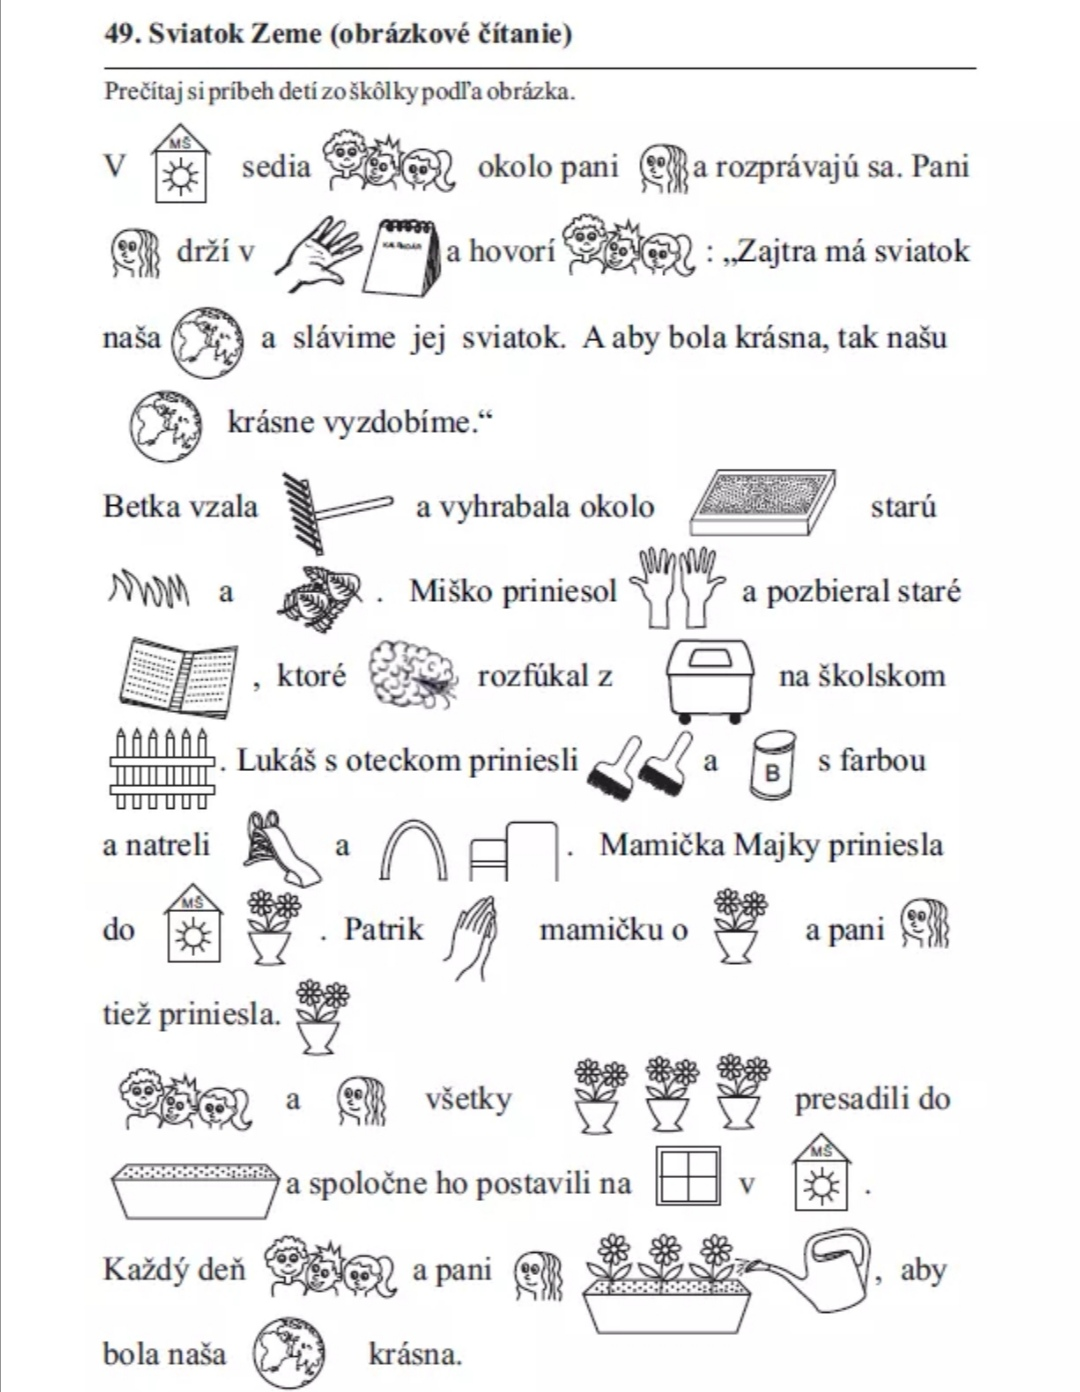 49. Sviatok Zeme (obrázkové čítanie)
Prečítaj si príbeh detí zo škôlky podľa obrázka.
V MŠ sedia okolo pani a rozprávajú sa. Pani
drží v KALENDÁR a hovorí : „Zajtra má sviatok
naša a slávime jej sviatok. A aby bola krásna, tak našu
krásne vyzdobíme.“
Betka vzala a vyhrabala okolo starú
a . Miško priniesol a pozbieral staré
, ktoré rozfúkal z na školskom
. Lukáš s oteckom priniesli a B s farbou
a natreli a . Mamička Majky priniesla
do MŠ . Patrik mamičku o a pani
tiež priniesla.
a všetky presadili do
a spoločne ho postavili na v MŠ .
Každý deň a pani , aby
bola naša krásna.